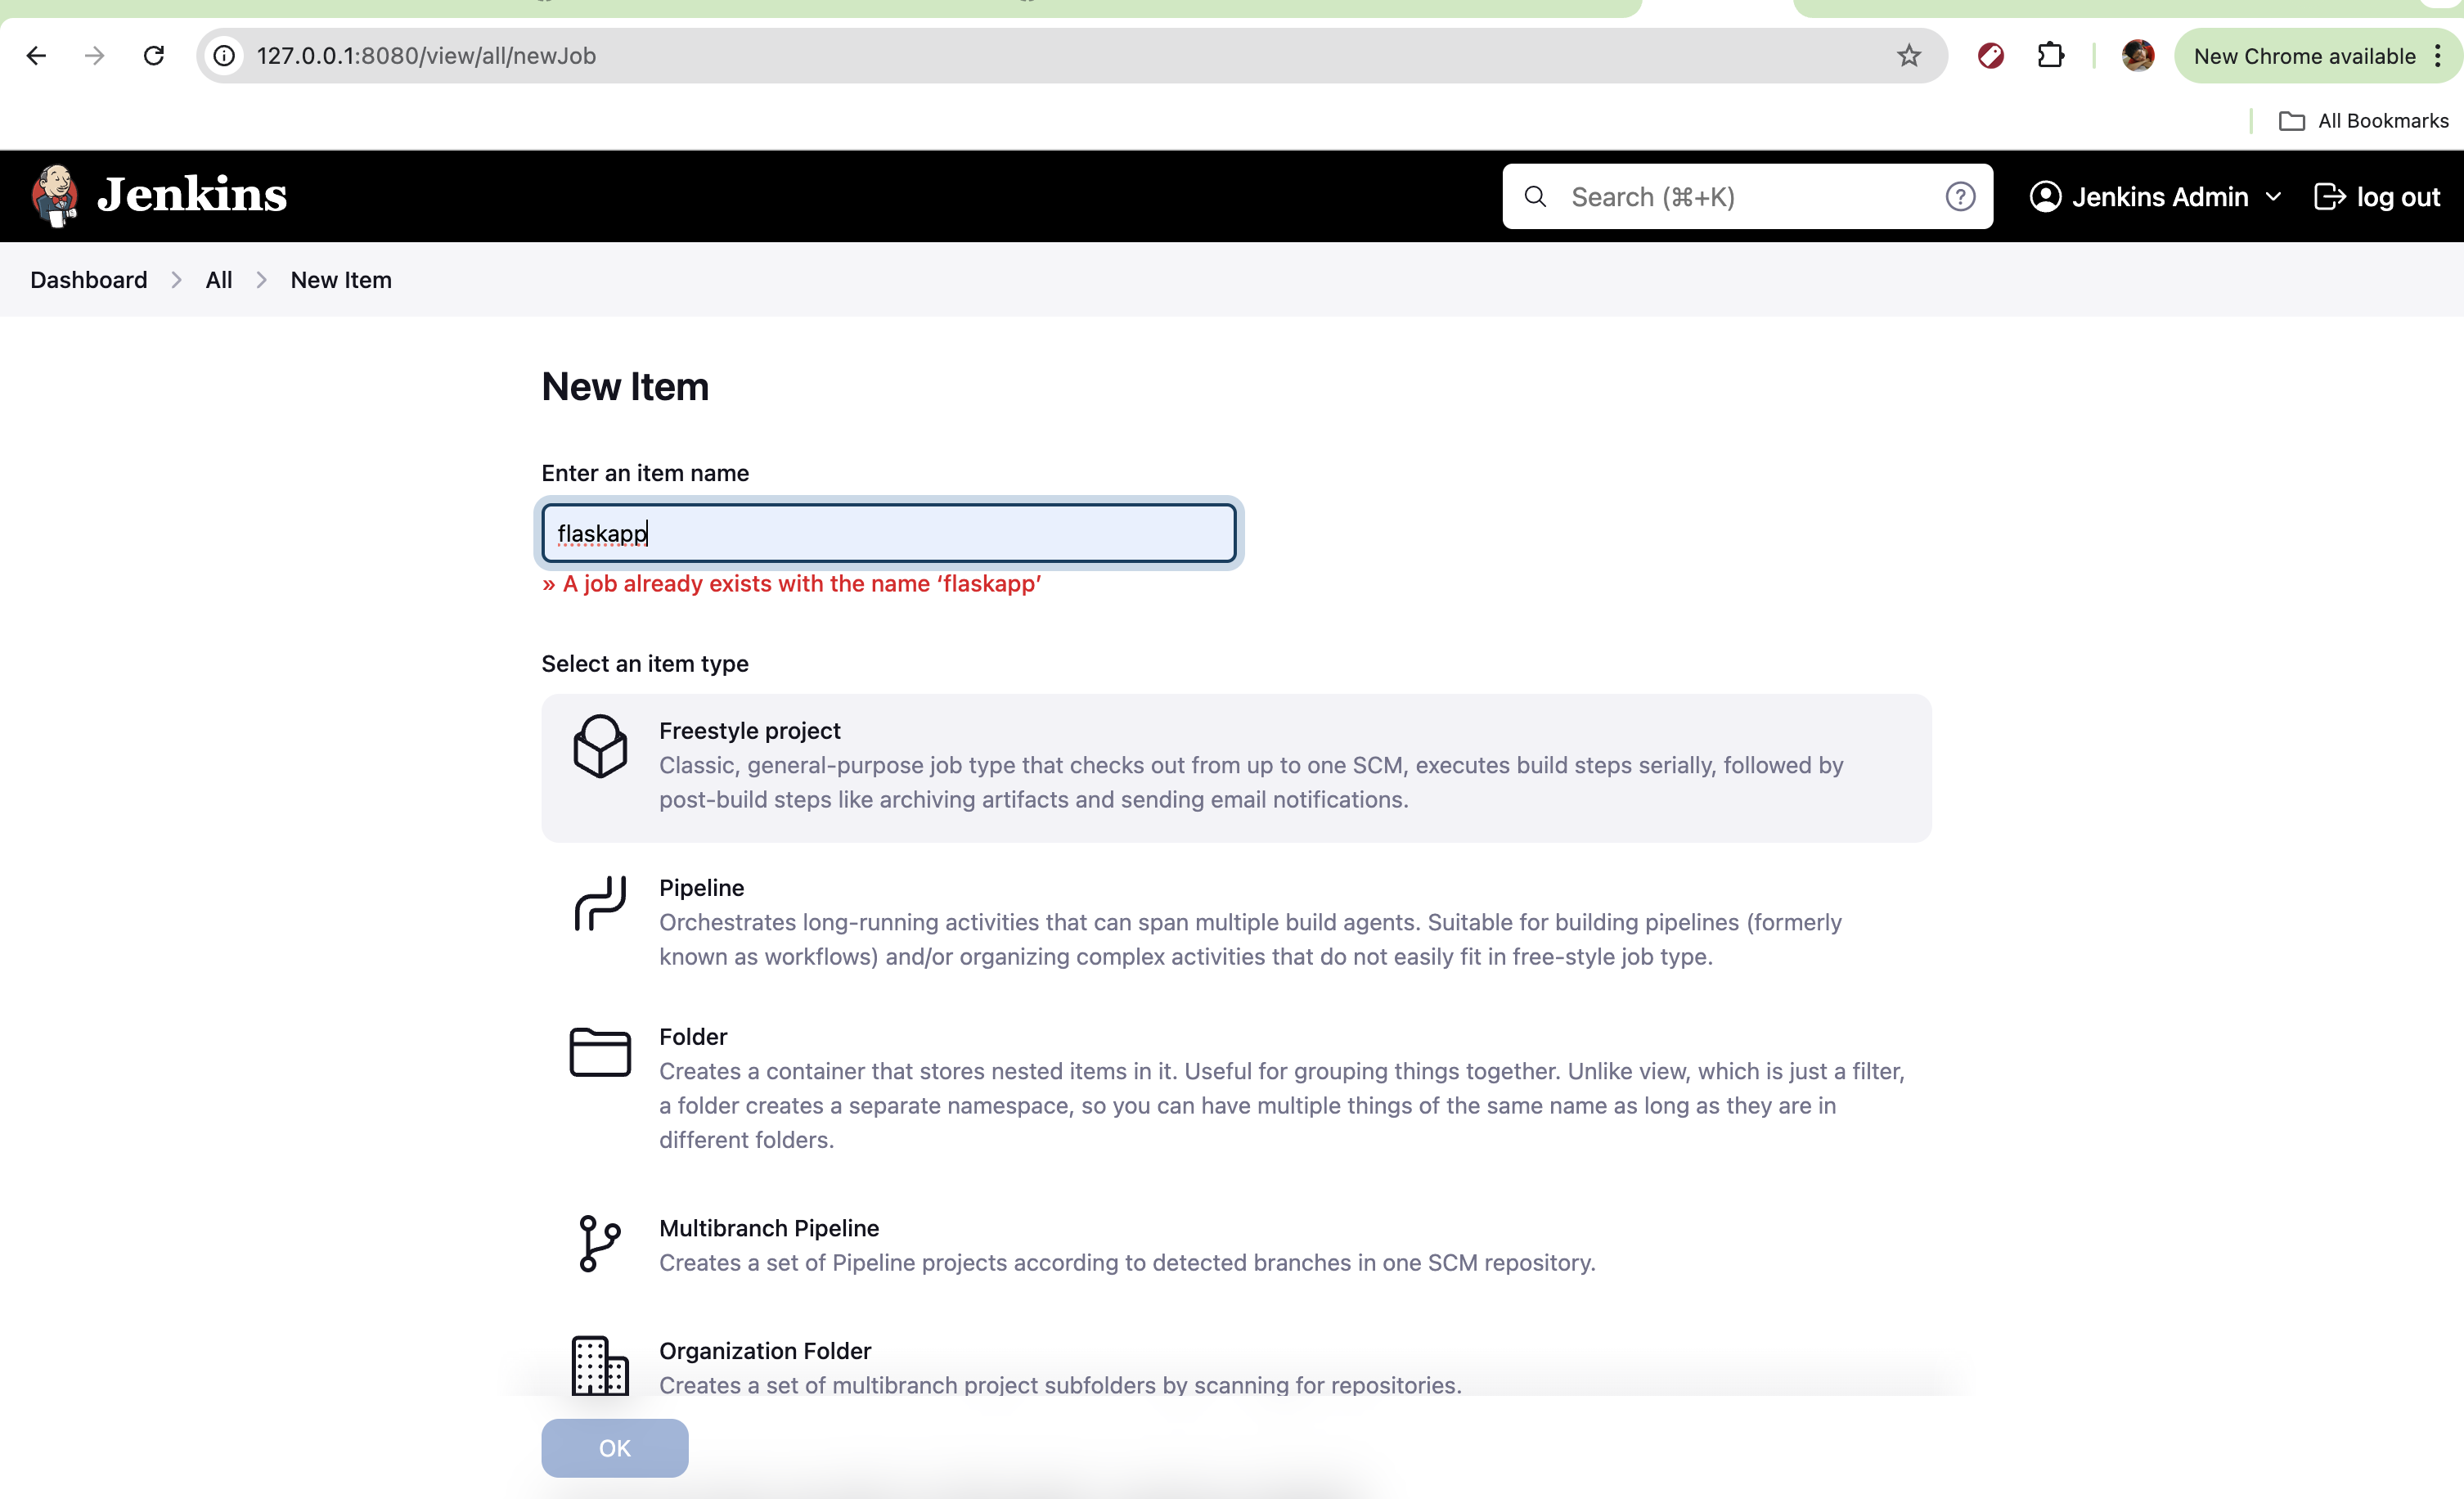 127.0.0.1:8080/view/all/newJob
New Chrome available
All Bookmarks
Jenkins
Search (⌘+K)
Jenkins Admin
log out
Dashboard
All
New Item
New Item
Enter an item name
flaskapp
» A job already exists with the name ‘flaskapp’
Select an item type
Freestyle project
Classic, general-purpose job type that checks out from up to one SCM, executes build steps serially, followed by
post-build steps like archiving artifacts and sending email notifications.
Pipeline
Orchestrates long-running activities that can span multiple build agents. Suitable for building pipelines (formerly
known as workflows) and/or organizing complex activities that do not easily fit in free-style job type.
Folder
Creates a container that stores nested items in it. Useful for grouping things together. Unlike view, which is just a filter,
a folder creates a separate namespace, so you can have multiple things of the same name as long as they are in
different folders.
Multibranch Pipeline
Creates a set of Pipeline projects according to detected branches in one SCM repository.
Organization Folder
Creates a set of multibranch project subfolders by scanning for repositories.
OK